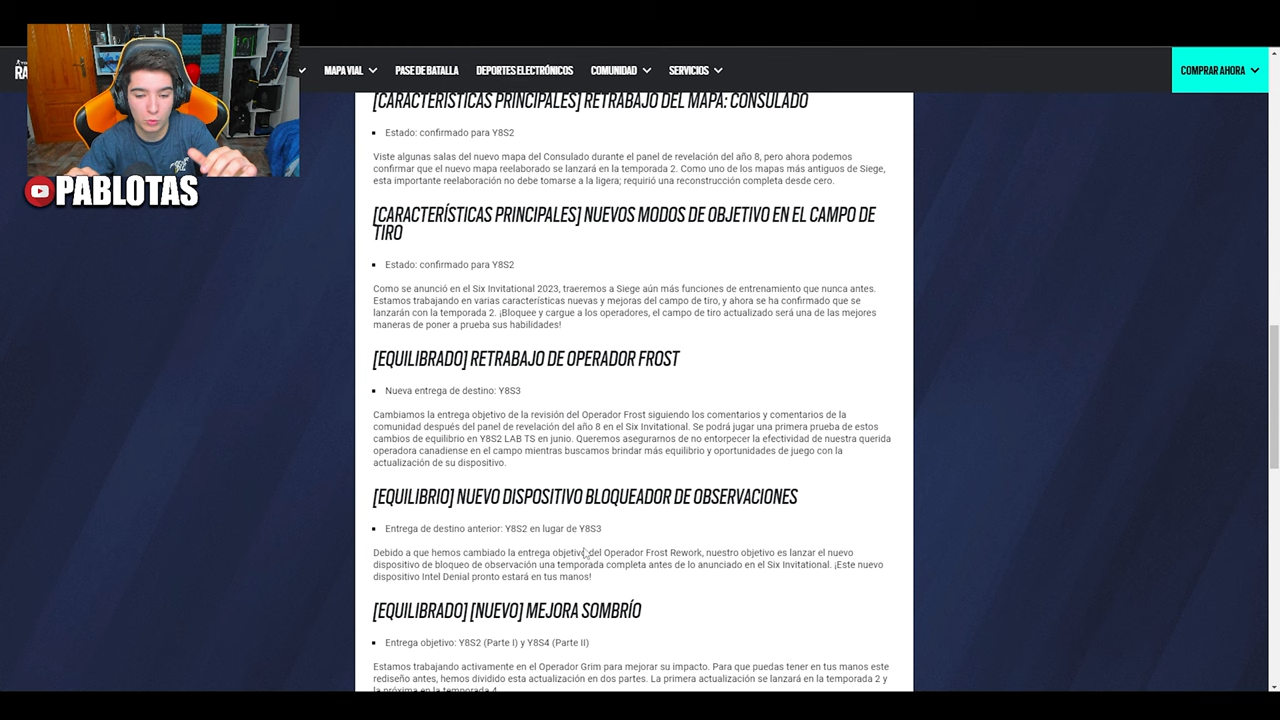 RA
MAPA VIAL
PASE DE BATALLA
DEPORTES ELECTRÓNICOS
COMUNIDAD
SERVICIOS
COMPRAR AHORA
PABLOTAS
[CARACTERÍSTICAS PRINCIPALES] RETRABAJO DEL MAPA: CONSULADO
Estado: confirmado para Y8S2
Viste algunas salas del nuevo mapa del Consulado durante el panel de revelación del año 8, pero ahora podemos
confirmar que el nuevo mapa reelaborado se lanzará en la temporada 2. Como uno de los mapas más antiguos de Siege,
esta importante reelaboración no debe tomarse a la ligera; requirió una reconstrucción completa desde cero.
[CARACTERÍSTICAS PRINCIPALES] NUEVOS MODOS DE OBJETIVO EN EL CAMPO DE
TIRO
Estado: confirmado para Y8S2
Como se anunció en el Six Invitational 2023, traeremos a Siege aún más funciones de entrenamiento que nunca antes.
Estamos trabajando en varias características nuevas y mejoras del campo de tiro, y ahora se ha confirmado que se
lanzarán con la temporada 2. ¡Bloquee y cargue a los operadores, el campo de tiro actualizado será una de las mejores
maneras de poner a prueba sus habilidades!
[EQUILIBRADO] RETRABAJO DE OPERADOR FROST
Nueva entrega de destino: Y8S3
Cambiamos la entrega objetivo de la revisión del Operador Frost siguiendo los comentarios y comentarios de la
comunidad después del panel de revelación del año 8 en el Six Invitational. Se podrá jugar una primera prueba de estos
cambios de equilibrio en Y8S2 LAB TS en junio. Queremos asegurarnos de no entorpecer la efectividad de nuestra querida
operadora canadiense en el campo mientras buscamos brindar más equilibrio y oportunidades de juego con la
actualización de su dispositivo.
[EQUILIBRIO] NUEVO DISPOSITIVO BLOQUEADOR DE OBSERVACIONES
Entrega de destino anterior: Y8S2 en lugar de Y8S3
Debido a que hemos cambiado la entrega objetivo del Operador Frost Rework, nuestro objetivo es lanzar el nuevo
dispositivo de bloqueo de observación una temporada completa antes de lo anunciado en el Six Invitational. ¡Este nuevo
dispositivo Intel Denial pronto estará en tus manos!
[EQUILIBRADO] [NUEVO] MEJORA SOMBRÍO
Entrega objetivo: Y8S2 (Parte I) y Y8S4 (Parte II)
Estamos trabajando activamente en el Operador Grim para mejorar su impacto. Para que puedas tener en tus manos este
rediseño antes, hemos dividido esta actualización en dos partes. La primera actualización se lanzará en la temporada 2 y
la próxima en la temporada 4.